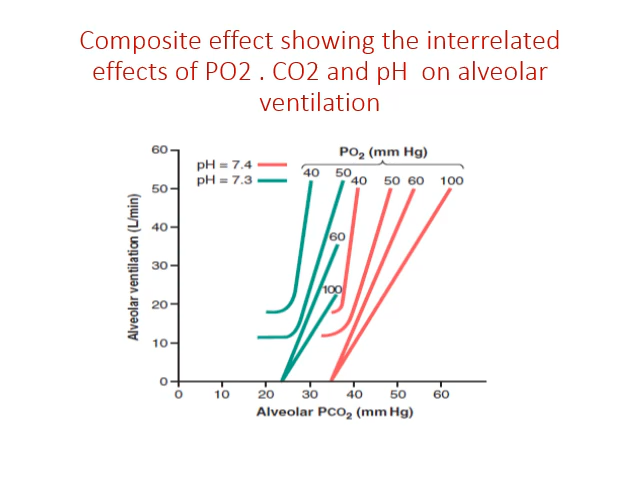 Composite effect showing the interrelated
effects of PO2 . CO2 and pH on alveolar
ventilation
60
PO₂ (mm Hg)
pH = 7.4
pH = 7.3
40 50 40 50 60 100
50
40
60
30
100
20
10
0
0 10 20 30 40 50 60
Alveolar ventilation (L/min)
Alveolar PCO₂ (mm Hg)